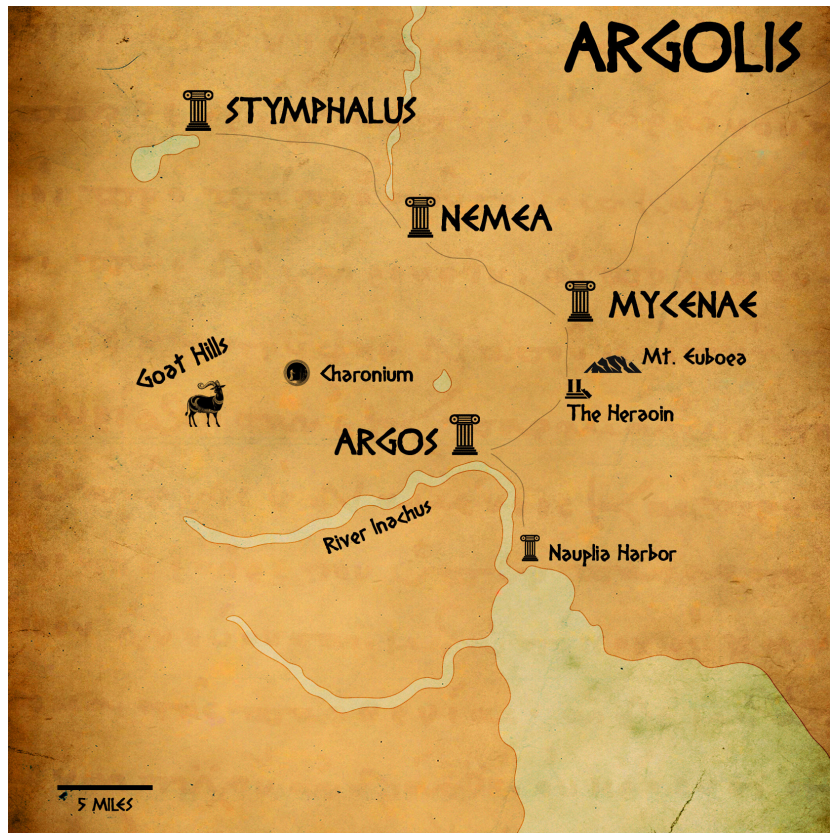 ARGOLIS
STYMPHALUS
NEMEA
MYCENAE
Goat Hills
Charonium
Mt. Euboea
The Heraoin
ARGOS
River Inachus
Nauplia Harbor
5 MILES